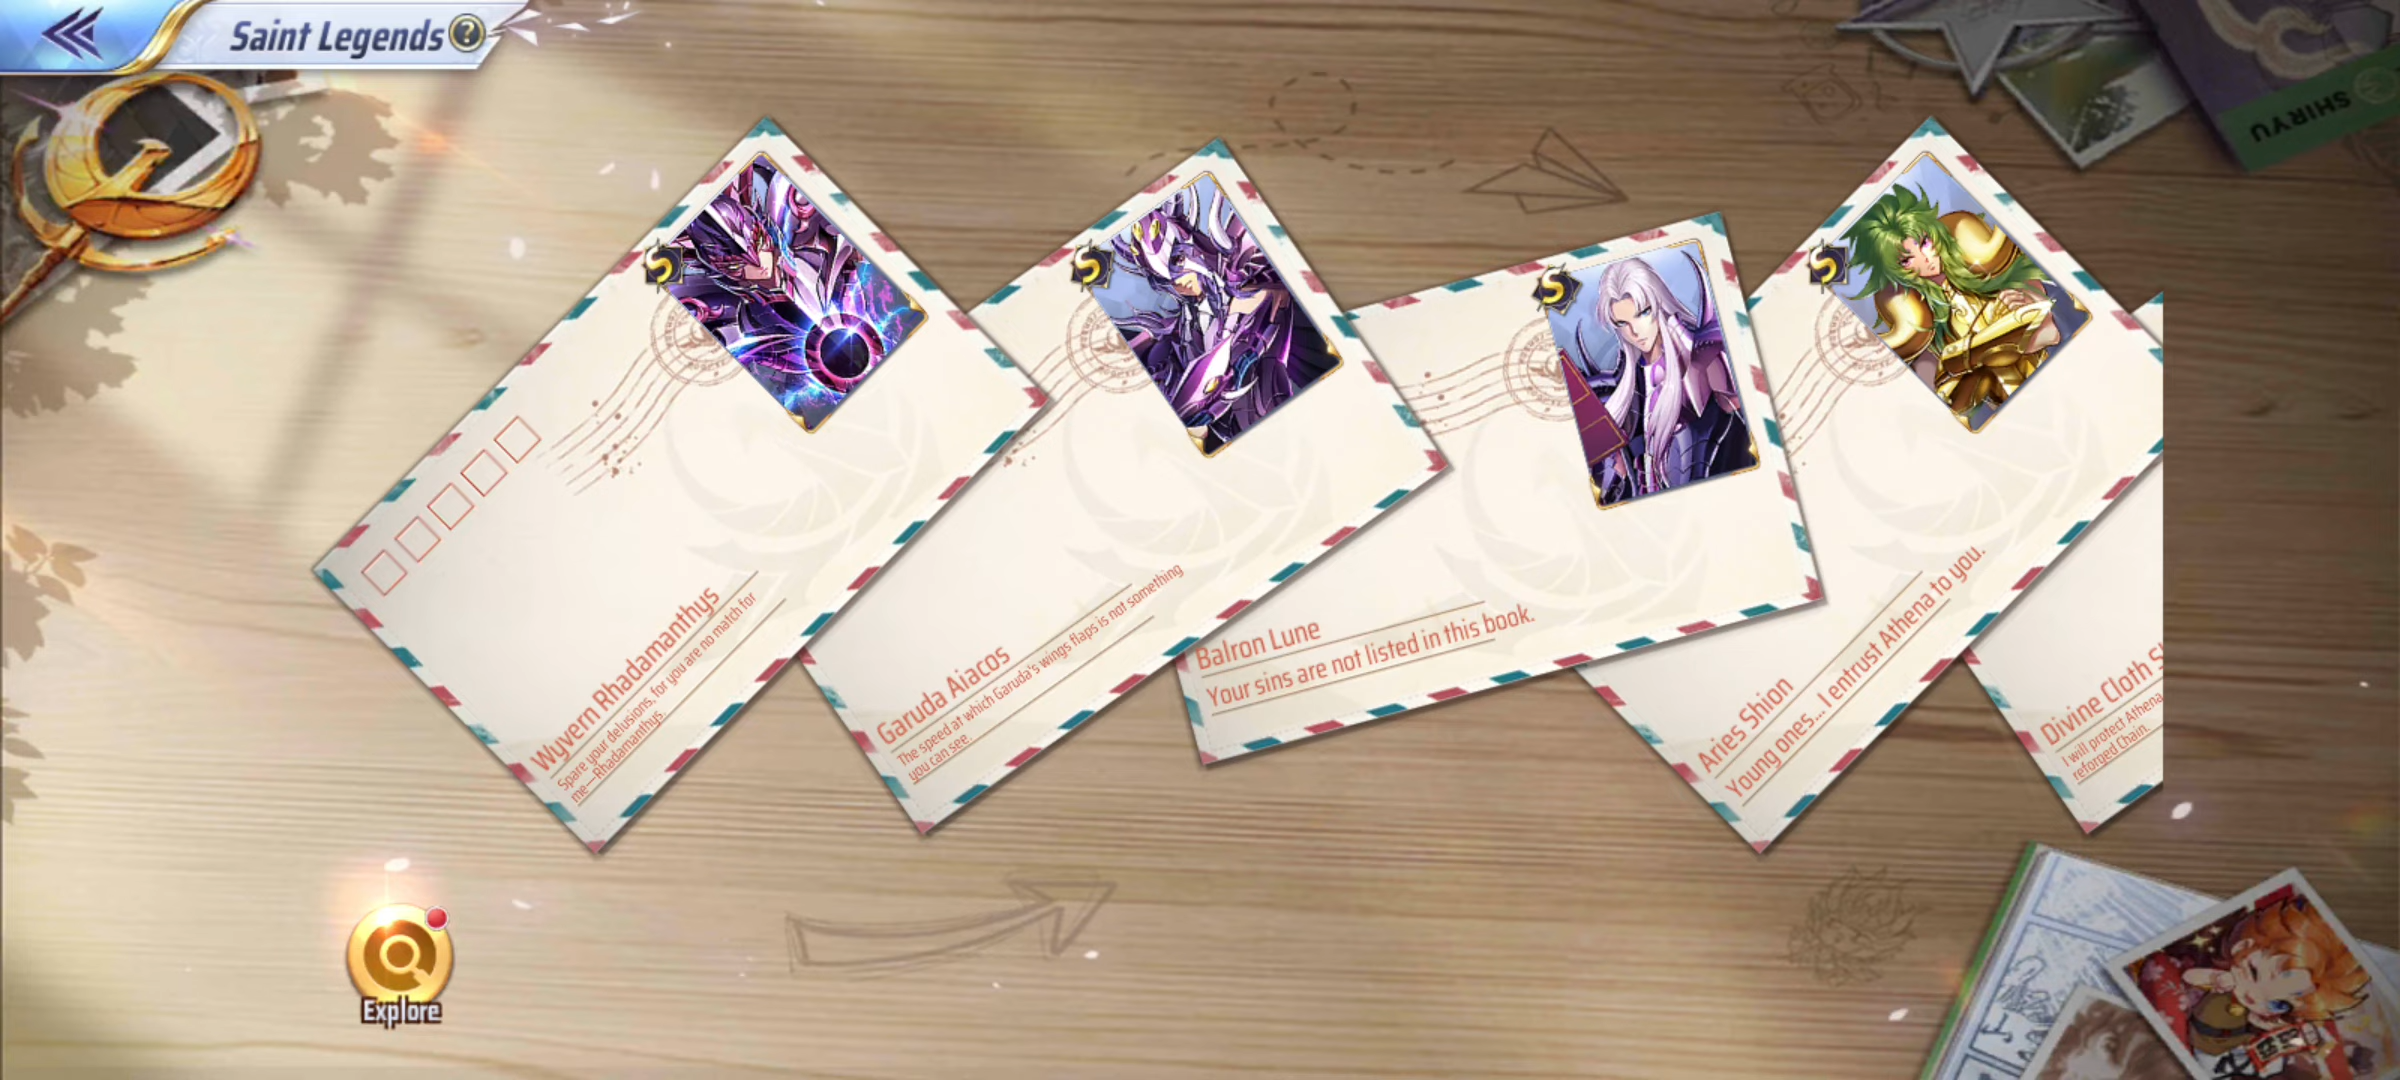 Saint Legends
?
SHIRYU
S
S
S
S
Wyvern Rhadamanthys
Spare your delusions, for you are no match for
me—Rhadamanthys.
Garuda Aiacos
The speed at which Garuda's wings flaps is not something
you can see.
Balron Lune
Your sins are not listed in this book.
Aries Shion
Young ones... I entrust Athena to you.
Divine Cloth
I will protect Athena
reforged Chain.
Explore